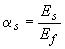 α_s = E_s / E_f